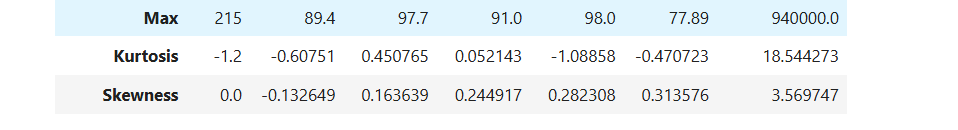 Max 215 89.4 97.7 91.0 98.0 77.89 940000.0
Kurtosis -1.2 -0.60751 0.450765 0.052143 -1.08858 -0.470723 18.544273
Skewness 0.0 -0.132649 0.163639 0.244917 0.282308 0.313576 3.569747